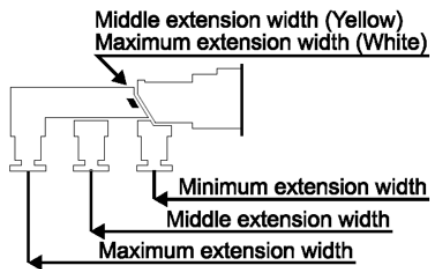 Middle extension width (Yellow)
Maximum extension width (White)
Minimum extension width
Middle extension width
Maximum extension width